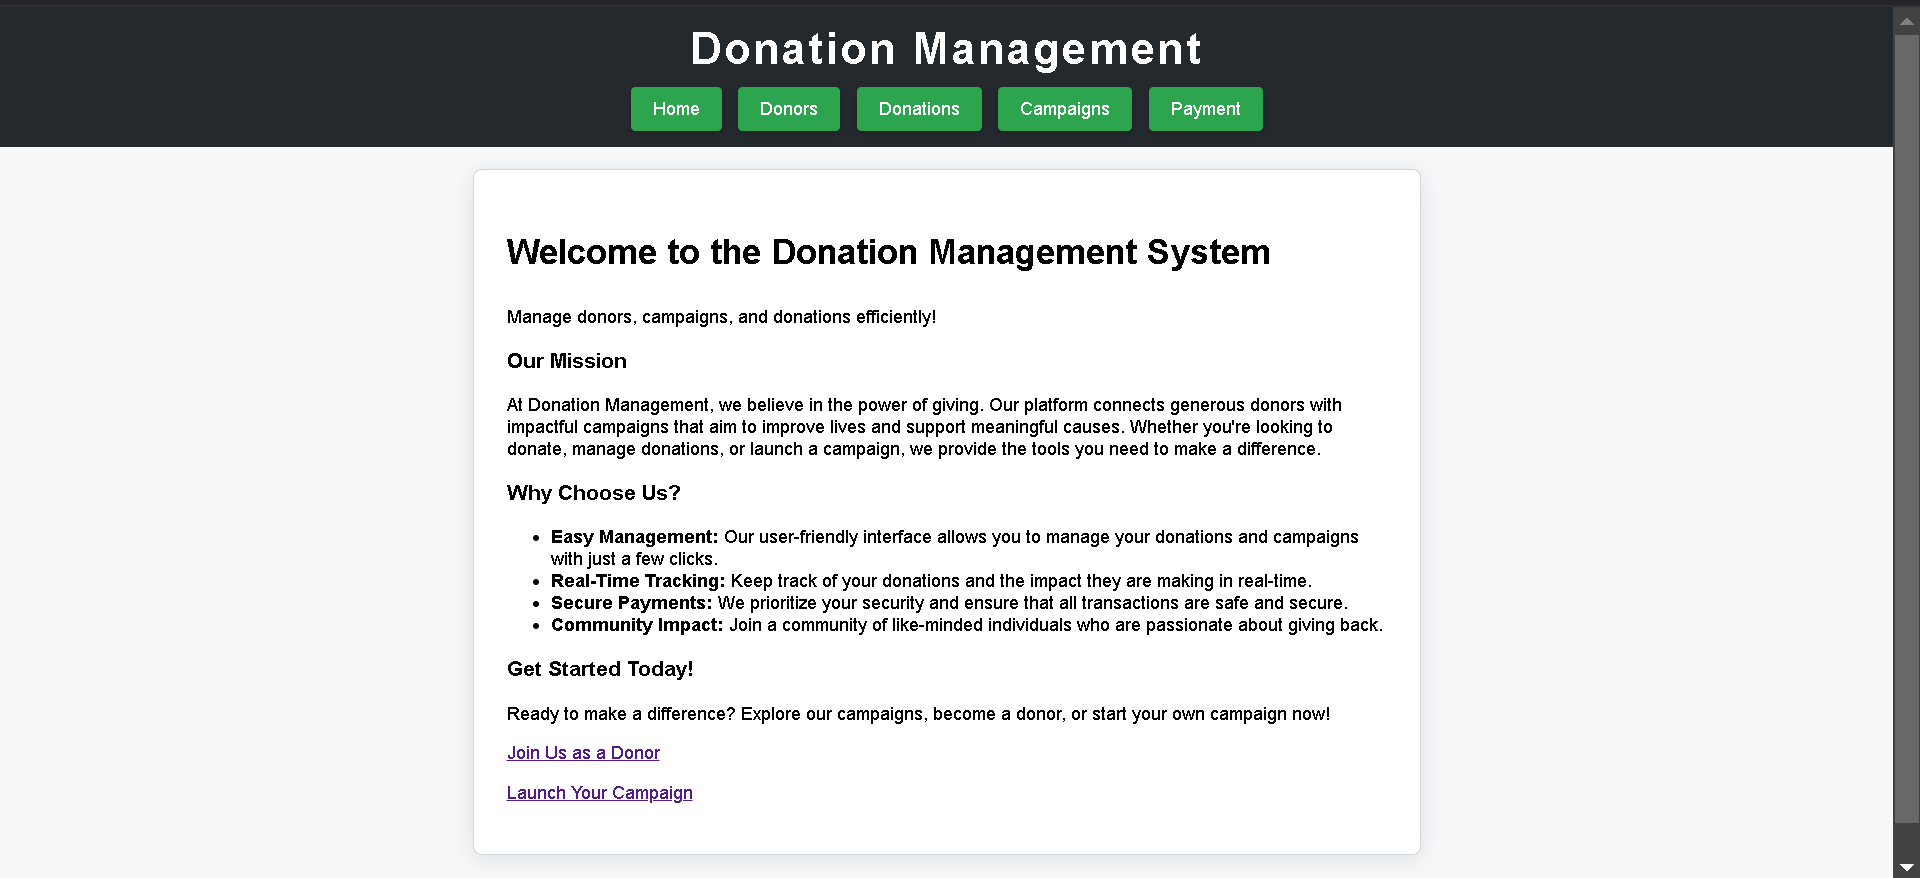 Donation Management
Home Donors Donations Campaigns Payment
Welcome to the Donation Management System
Manage donors, campaigns, and donations efficiently!
Our Mission
At Donation Management, we believe in the power of giving. Our platform connects generous donors with
impactful campaigns that aim to improve lives and support meaningful causes. Whether you're looking to
donate, manage donations, or launch a campaign, we provide the tools you need to make a difference.
Why Choose Us?
• Easy Management: Our user-friendly interface allows you to manage your donations and campaigns
with just a few clicks.
• Real-Time Tracking: Keep track of your donations and the impact they are making in real-time.
• Secure Payments: We prioritize your security and ensure that all transactions are safe and secure.
• Community Impact: Join a community of like-minded individuals who are passionate about giving back.
Get Started Today!
Ready to make a difference? Explore our campaigns, become a donor, or start your own campaign now!
Join Us as a Donor
Launch Your Campaign